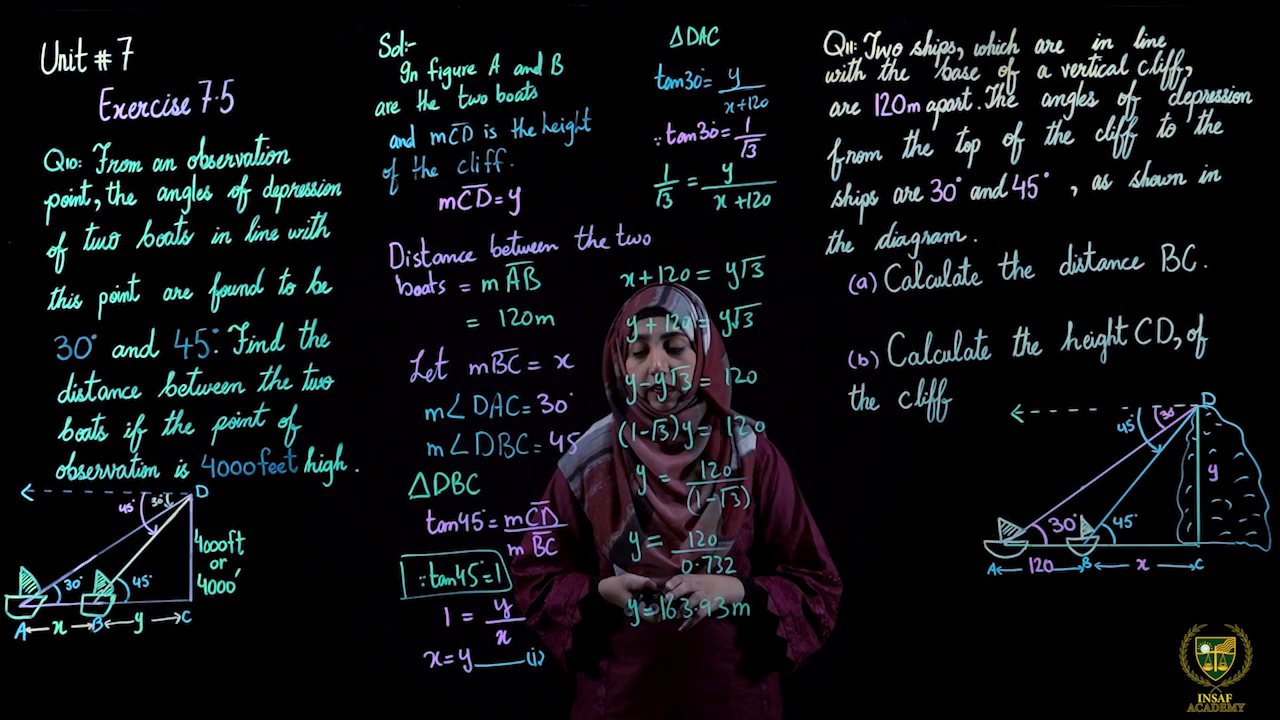 Unit # 7
Exercise 7.5
Q10: From an observation
point, the angles of depression
of two boats in line with
this point are found to be
30° and 45°. Find the
distance between the two
boats if the point of
observation is 4000 feet high.
45° 30° D
4000ft
or
4000'
30° 45°
A x B y C
Sol:-
In figure A and B
are the two boats
and mCD is the height
of the cliff.
mCD = y
Distance between the two
boats = mAB
= 120m
Let mBC = x
m∠DAC = 30°
m∠DBC = 45
ΔDBC
tan45° = mCD / mBC
∵ tan45° = 1
1 = y / x
x = y (i)
ΔDAC
tan30° = y / x+120
∵ tan30° = 1 / √3
1 / √3 = y / x+120
x+120 = y√3
y+120 = y√3
y-y√3 = 120
(1-√3)y = 120
y = 120 / (1-√3)
y = 120 / 0.732
y = 163.93m
Q11: Two ships, which are in line
with the base of a vertical cliff,
are 120m apart. The angles of depression
from the top of the cliff to the
ships are 30° and 45°, as shown in
the diagram.
(a) Calculate the distance BC.
(b) Calculate the height CD, of
the cliff
45° 30° D
y
30° 45°
A 120 B x C
INSAF
ACADEMY